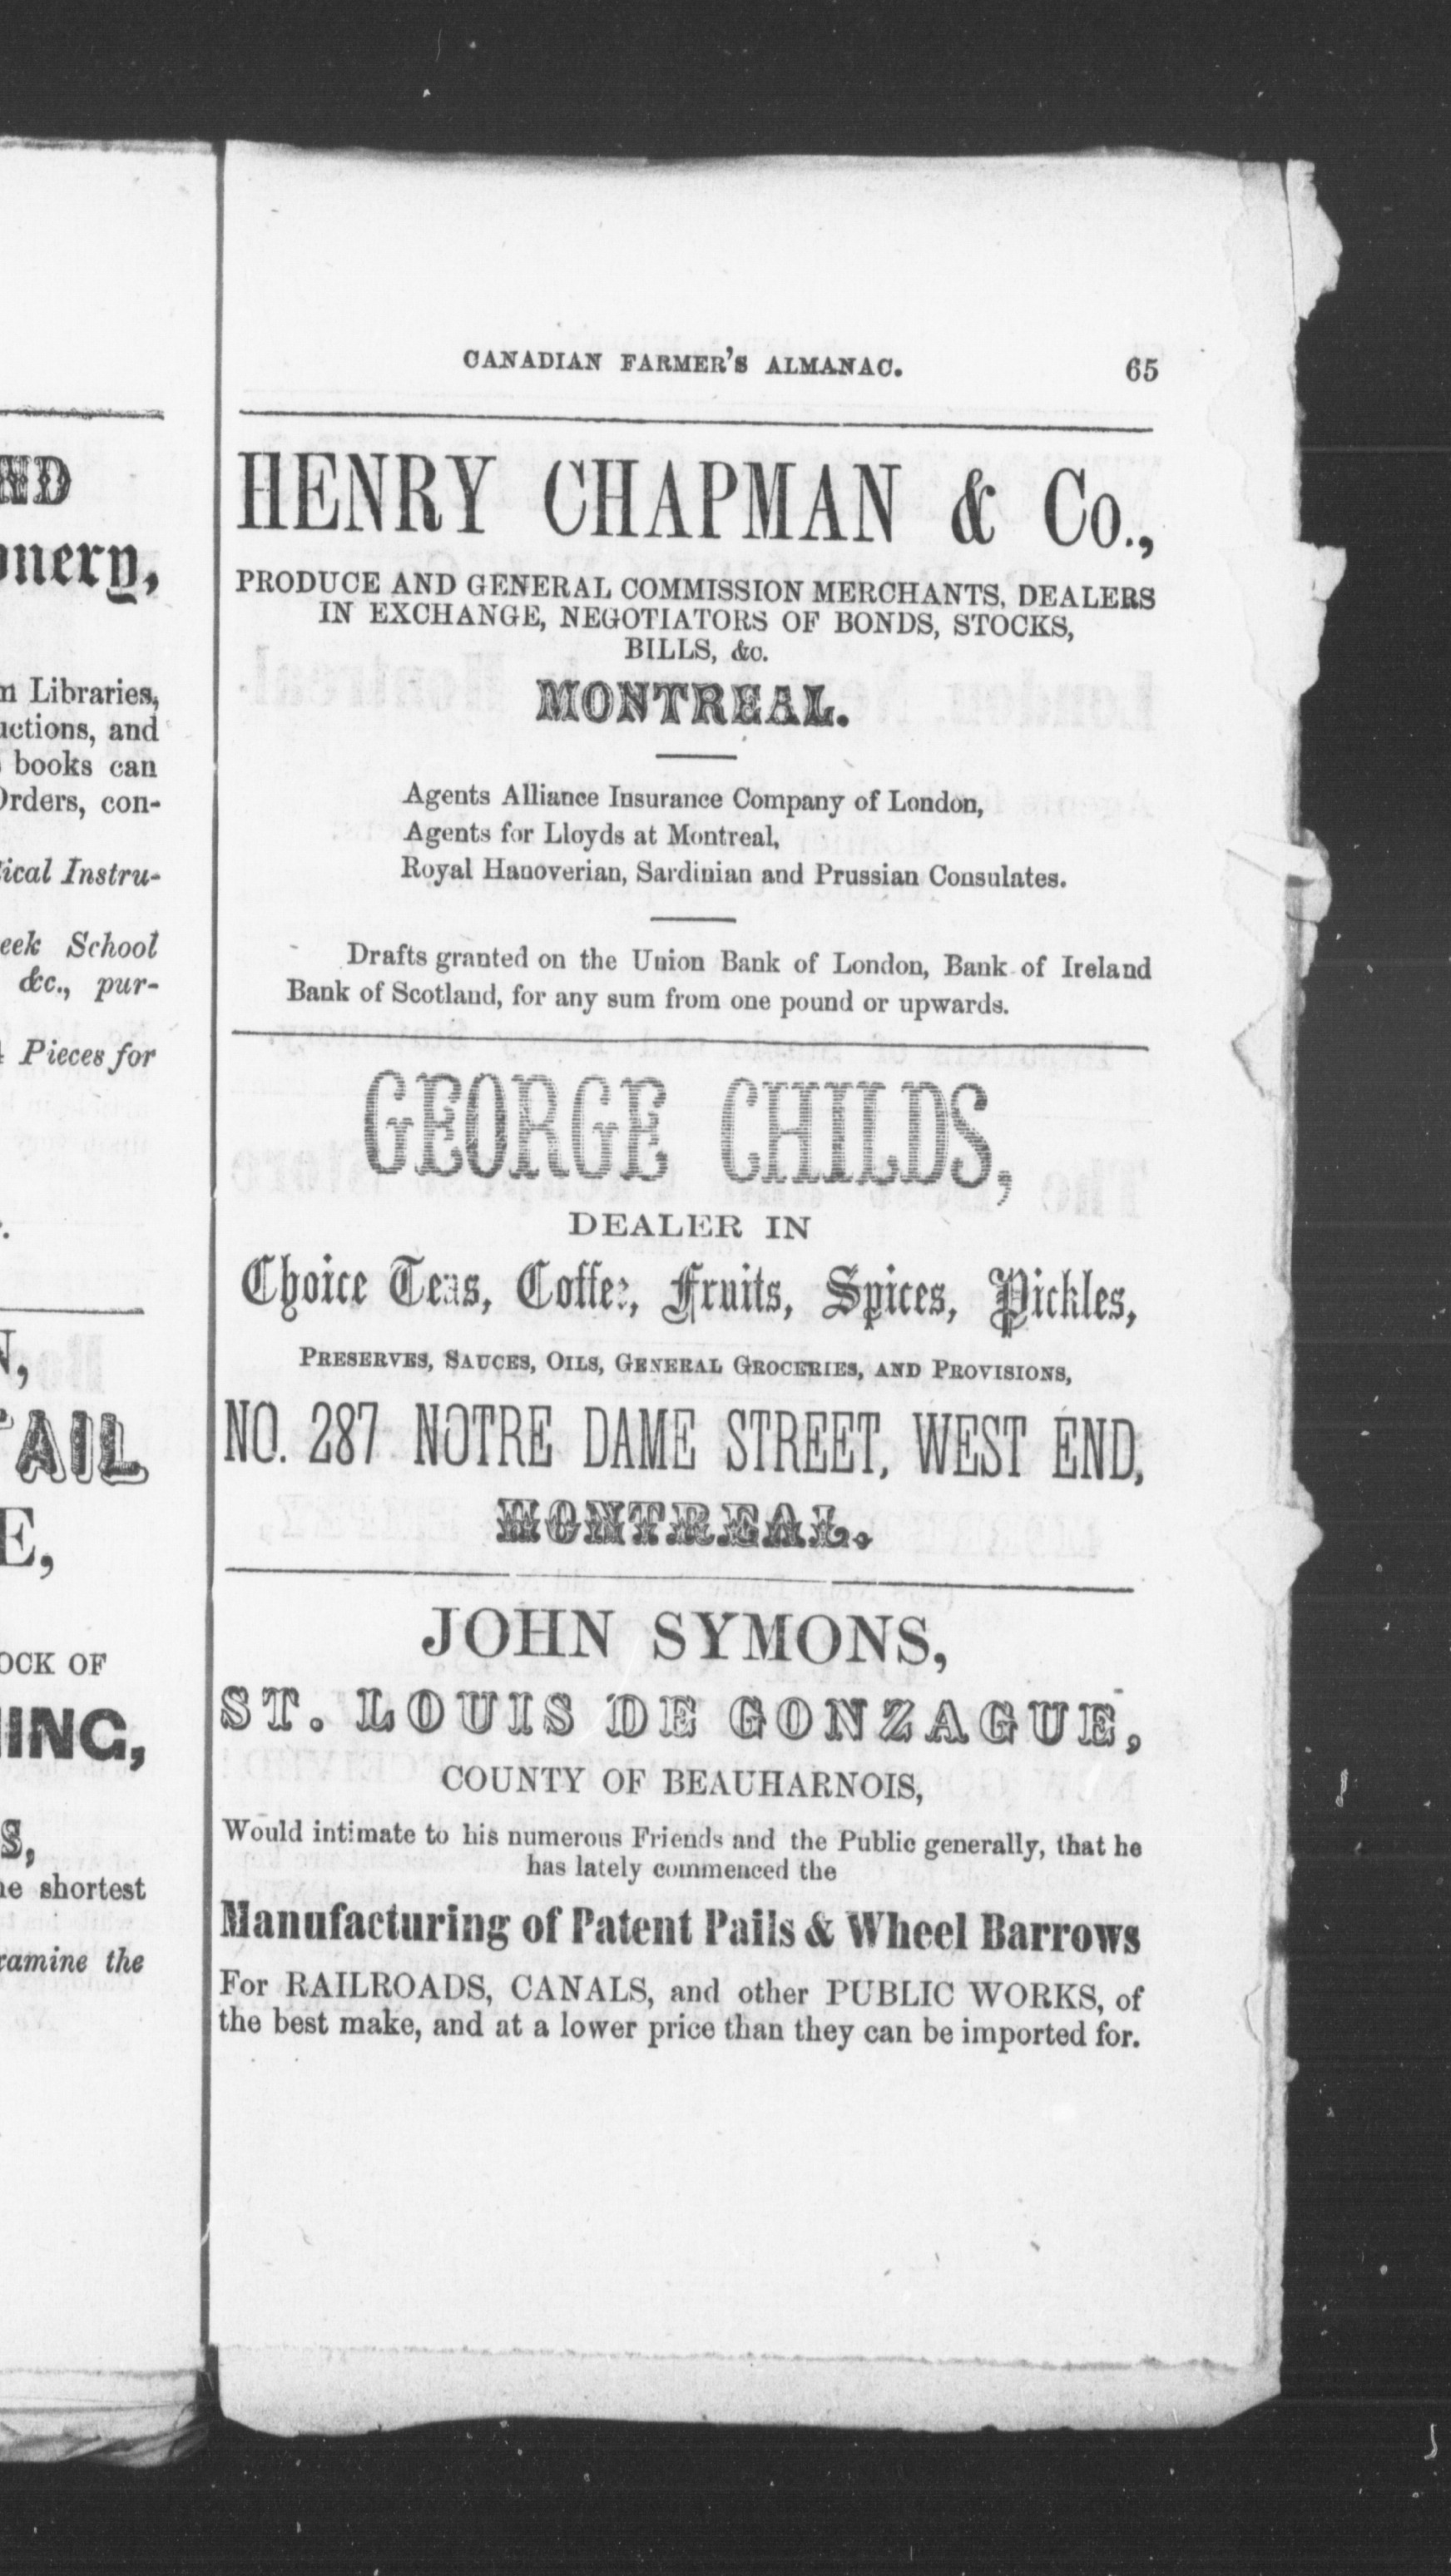 ND
nery,
Libraries,
and
books can
Orders, con-
ical Instru-
School
&c., pur-
Pieces for
AIL
E,
OCK OF
ING,
S,
shortest
the
CANADIAN FARMER'S ALMANAC. 65
HENRY CHAPMAN & Co.,
PRODUCE AND GENERAL COMMISSION MERCHANTS, DEALERS
IN EXCHANGE, NEGOTIATORS OF BONDS, STOCKS,
BILLS, &c.
MONTREAL.
Agents Alliance Insurance Company of London,
Agents for Lloyds at Montreal,
Royal Hanoverian, Sardinian and Prussian Consulates.
Drafts granted on the Union Bank of London, Bank of Ireland
Bank of Scotland, for any sum from one pound or upwards.
GEORGE CHILDS,
DEALER IN
Choice Teas, Coffee, Fruits, Spices, Pickles,
PRESERVES, SAUCES, OILS, GENERAL GROCERIES, AND PROVISIONS,
NO. 287 NOTRE DAME STREET, WEST END,
MONTREAL.
JOHN SYMONS,
ST. LOUIS DE GONZAGUE,
COUNTY OF BEAUHARNOIS,
Would intimate to his numerous Friends and the Public generally, that he
has lately commenced the
Manufacturing of Patent Pails & Wheel Barrows
For RAILROADS, CANALS, and other PUBLIC WORKS, of
the best make, and at a lower price than they can be imported for.